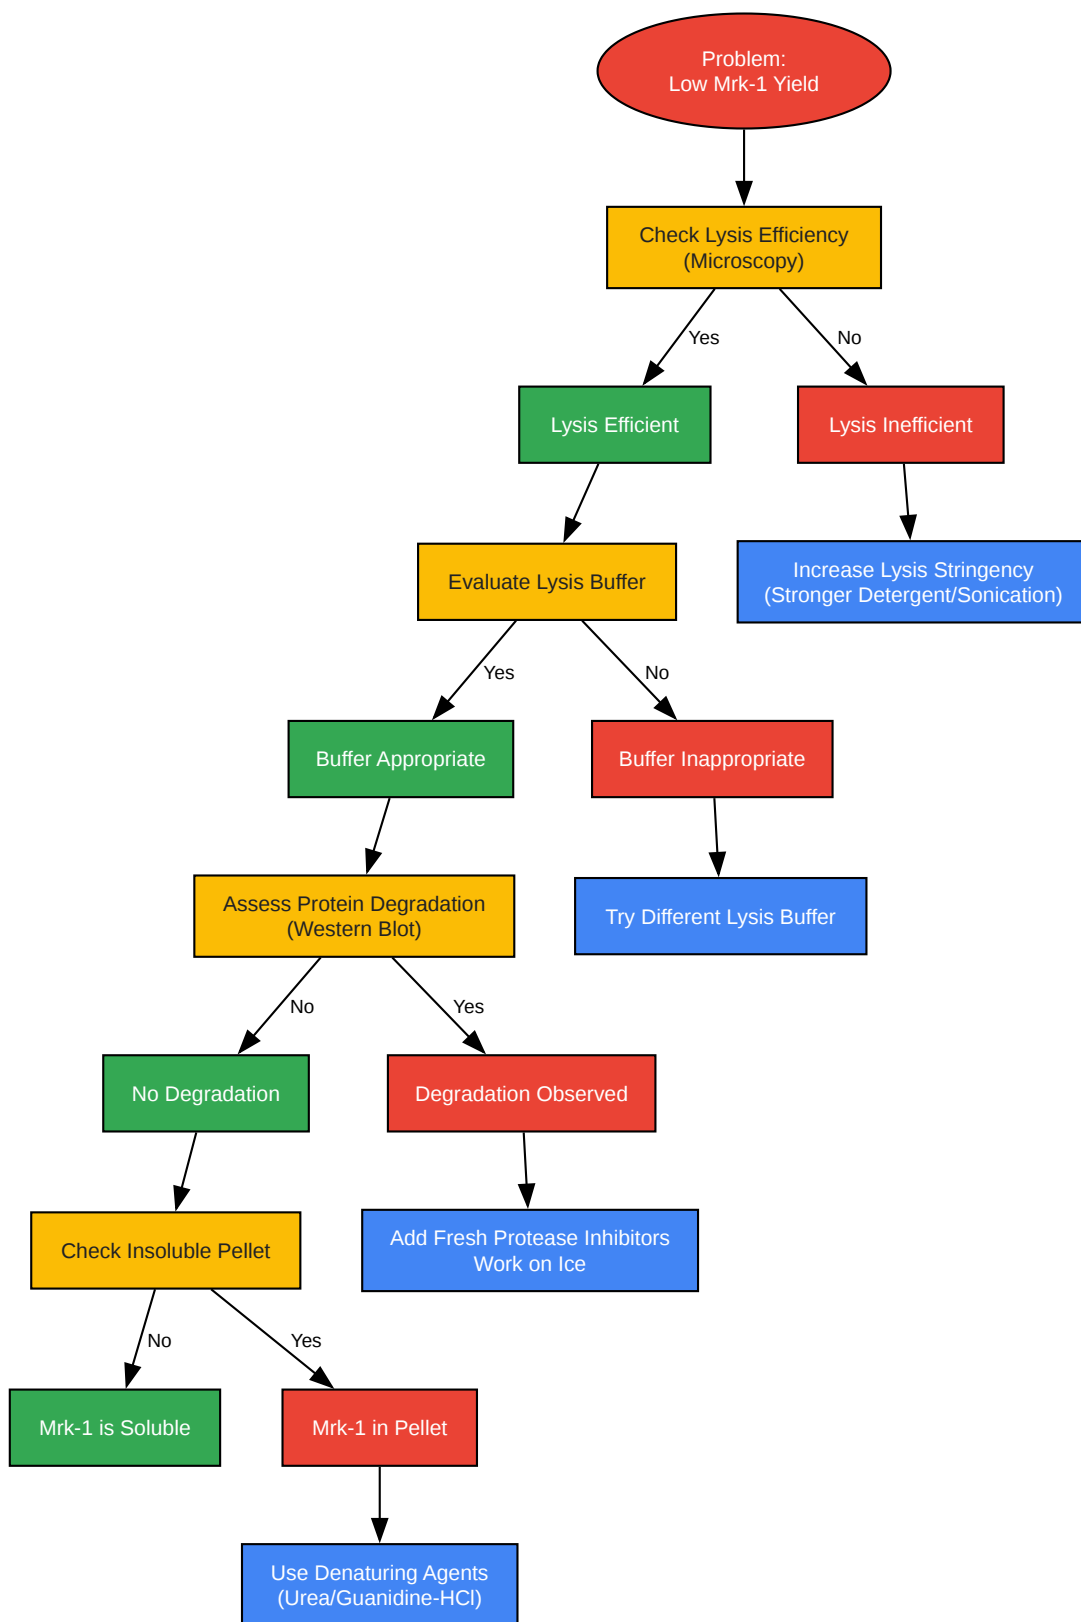 Problem:
Low Mrk-1 Yield
Check Lysis Efficiency
(Microscopy)
Yes
No
Lysis Efficient
Lysis Inefficient
Evaluate Lysis Buffer
Increase Lysis Stringency
(Stronger Detergent/Sonication)
Yes
No
Buffer Appropriate
Buffer Inappropriate
Assess Protein Degradation
(Western Blot)
Try Different Lysis Buffer
No
Yes
No Degradation
Degradation Observed
Check Insoluble Pellet
Add Fresh Protease Inhibitors
Work on Ice
No
Yes
Mrk-1 is Soluble
Mrk-1 in Pellet
Use Denaturing Agents
(Urea/Guanidine-HCl)